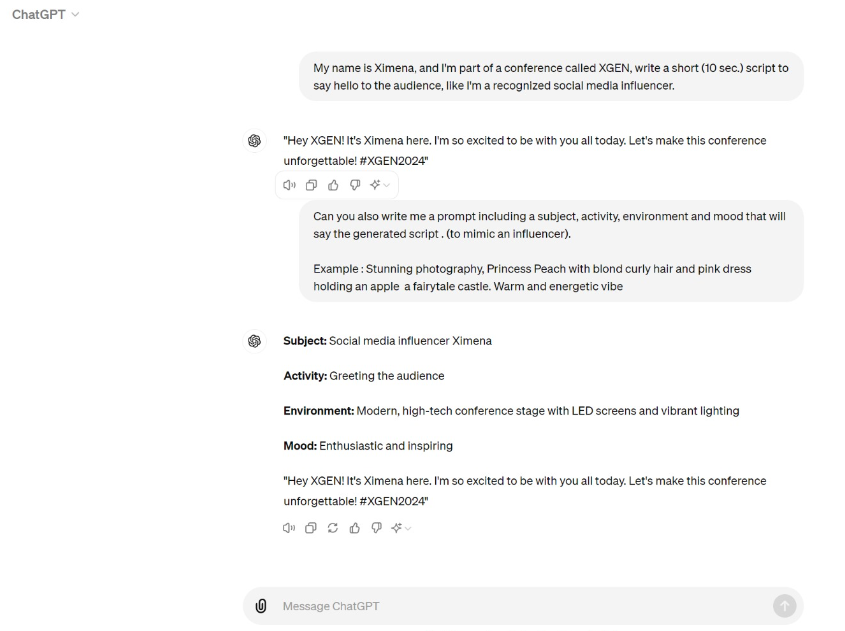 ChatGPT
My name is Ximena, and I'm part of a conference called XGEN, write a short (10 sec.) script to
say hello to the audience, like I'm a recognized social media Influencer.
"Hey XGEN! It's Ximena here. I'm so excited to be with you all today. Let's make this conference
unforgettable! #XGEN2024"
Can you also write me a prompt including a subject, activity, environment and mood that will
say the generated script . (to mimic an influencer).
Example : Stunning photography, Princess Peach with blond curly hair and pink dress
holding an apple  a fairytale castle. Warm and energetic vibe
Subject: Social media influencer Ximena
Activity: Greeting the audience
Environment: Modern, high-tech conference stage with LED screens and vibrant lighting
Mood: Enthusiastic and inspiring
"Hey XGEN! It's Ximena here. I'm so excited to be with you all today. Let's make this conference
unforgettable! #XGEN2024"
Message ChatGPT